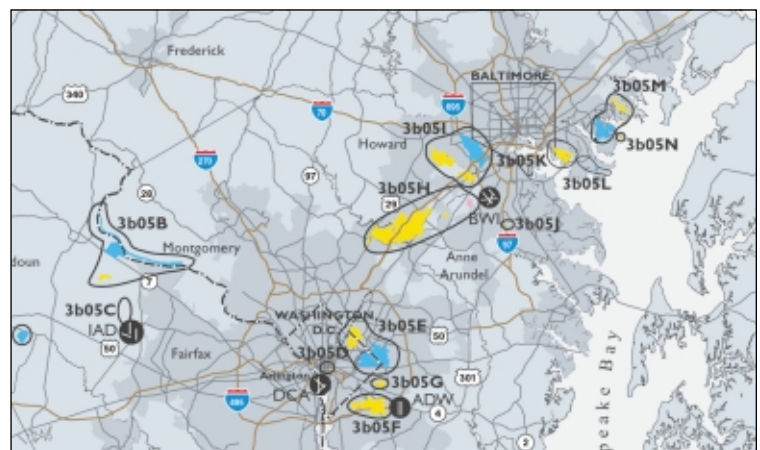 Frederick
BALTIMORE
340
3b05M
695
70
3b05I
Howard
3b05N
3b05K
270
97
3b05L
3b05H
28
29
BWI
3b05J
3b05B
97
Montgomery
Anne
Arundel
doun
7
3b05C
WASHINGTON
D.C.
3b05E
IAD
50
50
Fairfax
3b05D
Arlington
3b05G
301
DCA
ADW
495
4
3b05F
2
peake Bay